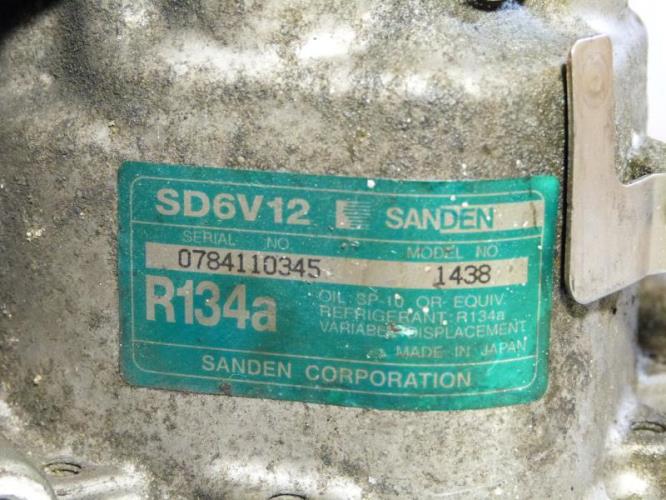 SD6V12 SANDEN
SERIAL NO. MODEL NO.
0784110345 1438
R134a
OIL SP-10 OR EQUIV.
REFRIGERANT: R134a
VARIABLE DISPLACEMENT
MADE IN JAPAN
SANDEN CORPORATION